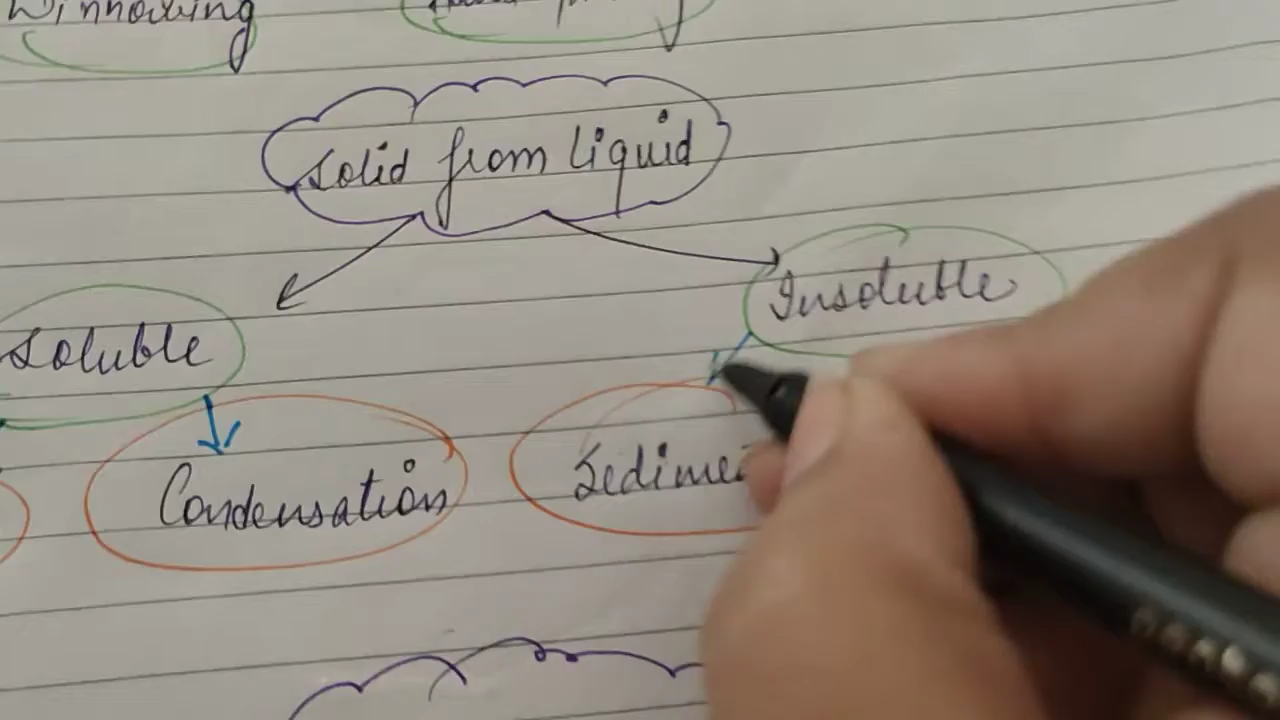 Winnowing
Solid from liquid
Insoluble
Soluble
Condensation